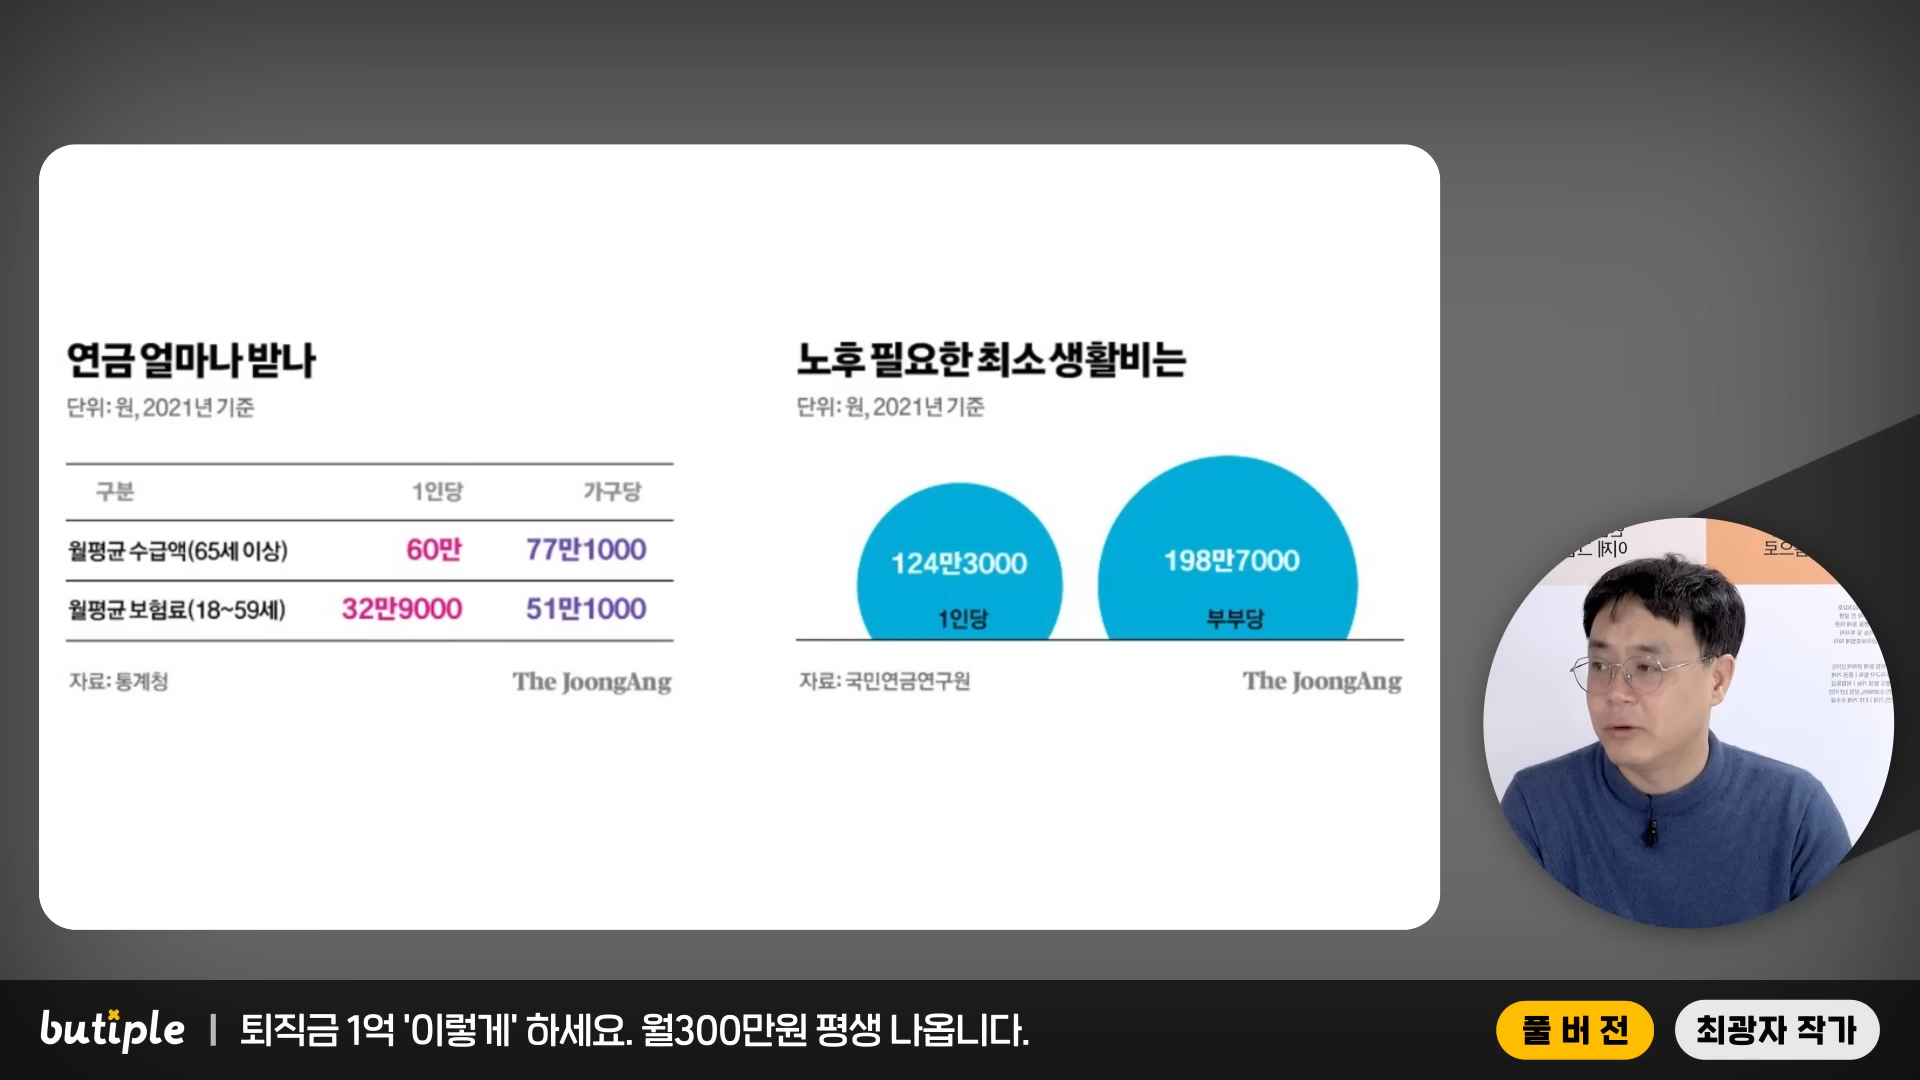 연금 얼마나 받나
단위: 원, 2021년 기준
구분 1인당 가구당
월평균 수급액(65세 이상) 60만 77만1000
월평균 보험료(18~59세) 32만9000 51만1000
자료: 통계청 The JoongAng
노후 필요한 최소 생활비는
단위: 원, 2021년 기준
124만3000
1인당
198만7000
부부당
자료: 국민연금연구원 The JoongAng
butiple | 퇴직금 1억 '이렇게' 하세요. 월300만원 평생 나옵니다.
풀 버 전
최광자 작가